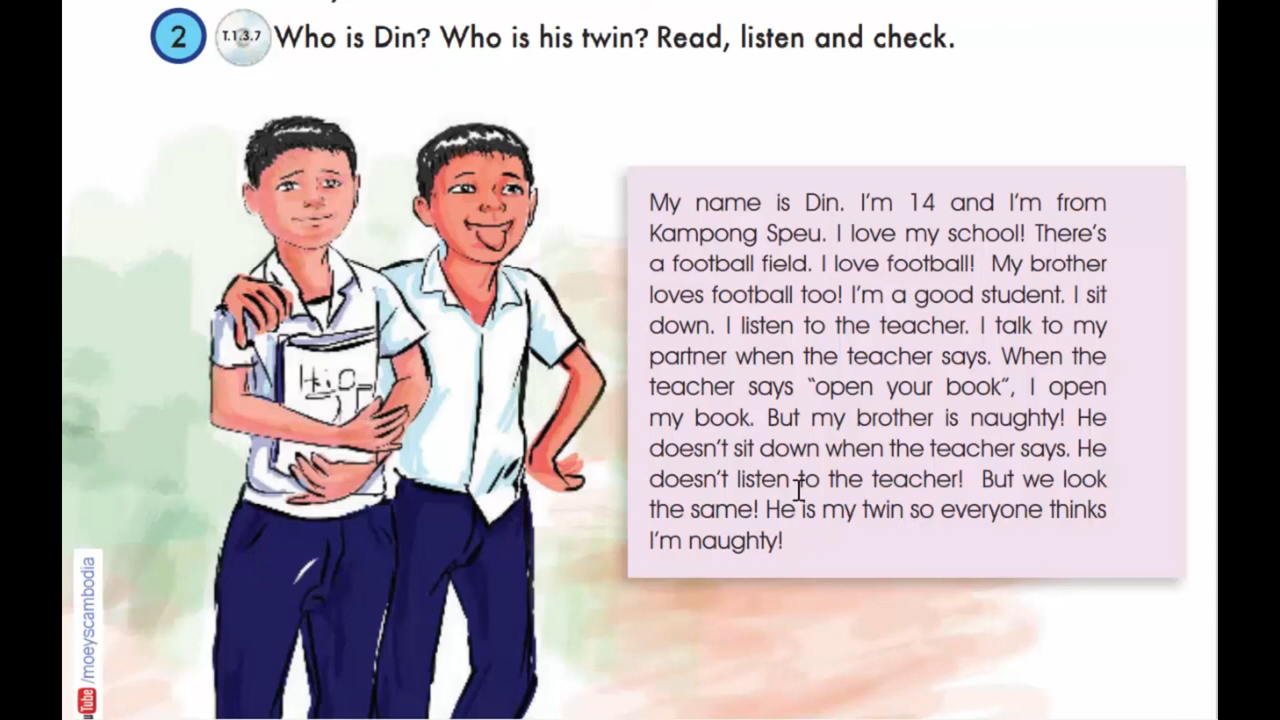 2 T.1.3.7 Who is Din? Who is his twin? Read, listen and check.
My name is Din. I'm 14 and I'm from
Kampong Speu. I love my school! There's
a football field. I love football! My brother
loves football too! I'm a good student. I sit
down. I listen to the teacher. I talk to my
partner when the teacher says. When the
teacher says “open your book”, I open
my book. But my brother is naughty! He
doesn't sit down when the teacher says. He
doesn't listen to the teacher! But we look
the same! He is my twin so everyone thinks
I'm naughty!
uTube /moeyscambodia